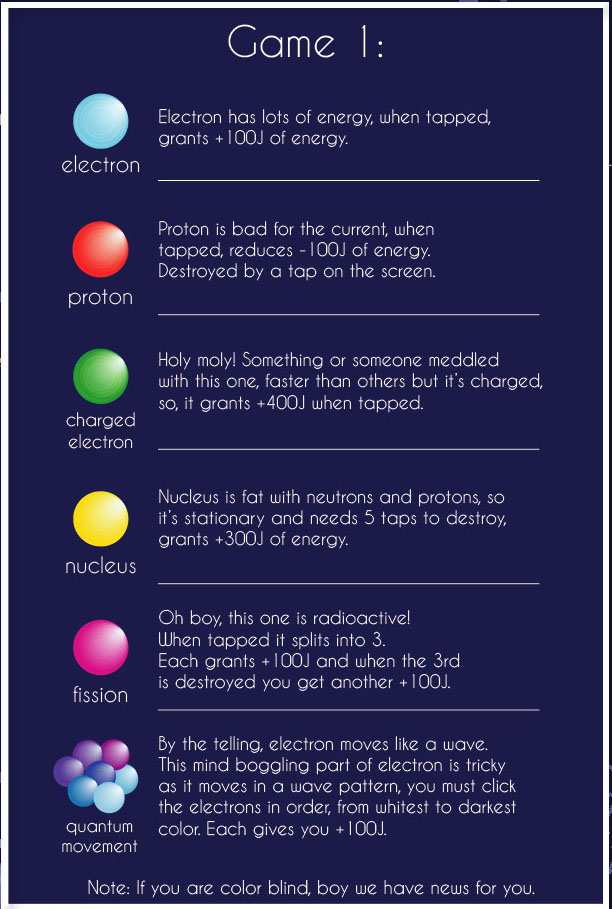 Game 1:
Electron has lots of energy, when tapped,
grants +100J of energy.
electron
Proton is bad for the current, when
tapped, reduces -100J of energy.
Destroyed by a tap on the screen.
proton
Holy moly! Something or someone meddled
with this one, faster than others but it's charged,
so, it grants +400J when tapped.
charged
electron
Nucleus is fat with neutrons and protons, so
it's stationary and needs 5 taps to destroy,
grants +300J of energy.
nucleus
Oh boy, this one is radioactive!
When tapped it splits into 3.
Each grants +100J and when the 3rd
is destroyed you get another +100J.
fission
By the telling, electron moves like a wave.
This mind boggling part of electron is tricky
as it moves in a wave pattern, you must click
the electrons in order, from whitest to darkest
color. Each gives you +100J.
quantum
movement
Note: If you are color blind, boy we have news for you.